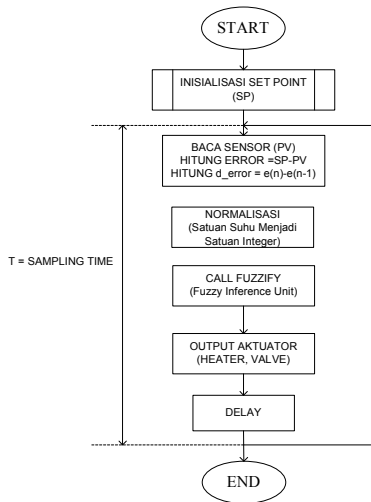 START
INISIALISASI SET POINT
(SP)
BACA SENSOR (PV)
HITUNG ERROR =SP-PV
HITUNG d_error = e(n)-e(n-1)
NORMALISASI
(Satuan Suhu Menjadi
Satuan Integer)
T = SAMPLING TIME
CALL FUZZIFY
(Fuzzy Inference Unit)
OUTPUT AKTUATOR
(HEATER, VALVE)
DELAY
END